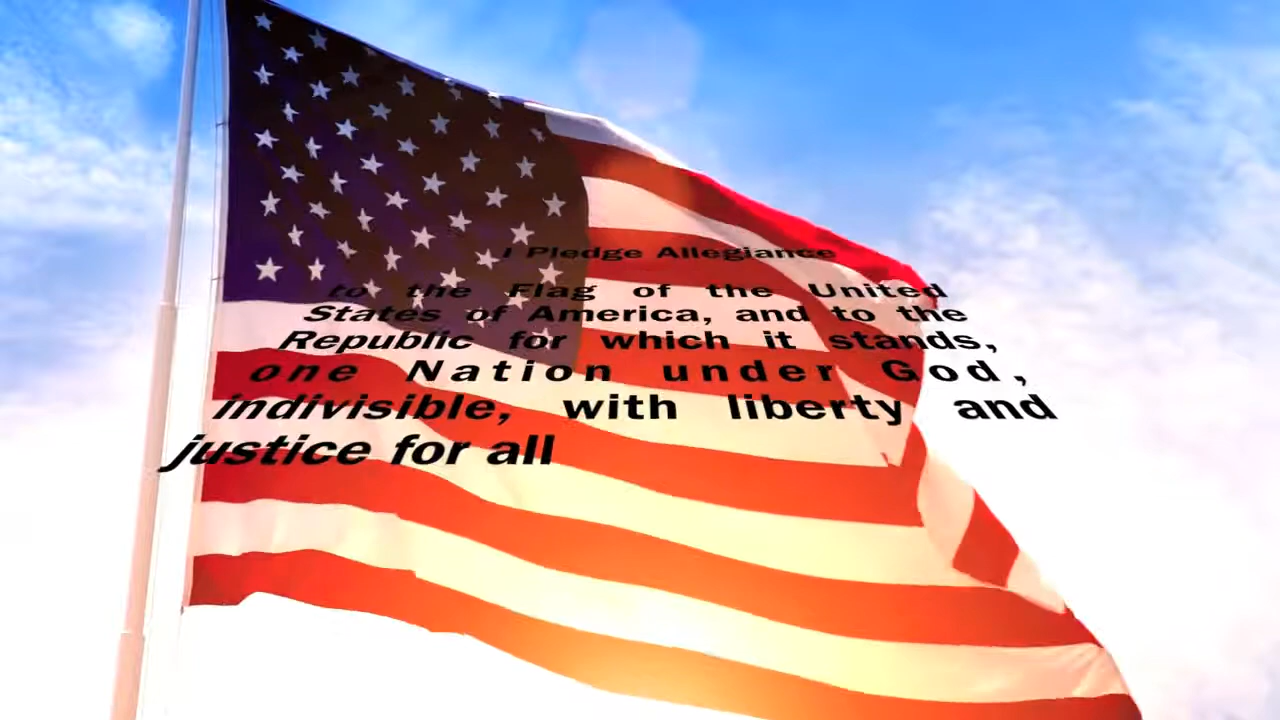 I Pledge Allegiance
to the Flag of the United
States of America, and to the
Republic for which it stands,
one Nation under God,
indivisible, with liberty and
justice for all